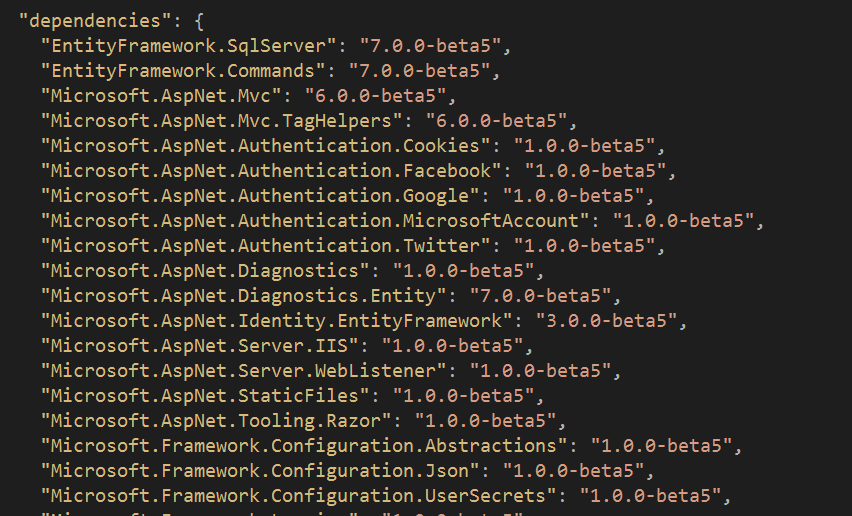 "dependencies": {
"EntityFramework.SqlServer": "7.0.0-beta5",
"EntityFramework.Commands": "7.0.0-beta5",
"Microsoft.AspNet.Mvc": "6.0.0-beta5",
"Microsoft.AspNet.Mvc.TagHelpers": "6.0.0-beta5",
"Microsoft.AspNet.Authentication.Cookies": "1.0.0-beta5",
"Microsoft.AspNet.Authentication.Facebook": "1.0.0-beta5",
"Microsoft.AspNet.Authentication.Google": "1.0.0-beta5",
"Microsoft.AspNet.Authentication.MicrosoftAccount": "1.0.0-beta5",
"Microsoft.AspNet.Authentication.Twitter": "1.0.0-beta5",
"Microsoft.AspNet.Diagnostics": "1.0.0-beta5",
"Microsoft.AspNet.Diagnostics.Entity": "7.0.0-beta5",
"Microsoft.AspNet.Identity.EntityFramework": "3.0.0-beta5",
"Microsoft.AspNet.Server.IIS": "1.0.0-beta5",
"Microsoft.AspNet.Server.WebListener": "1.0.0-beta5",
"Microsoft.AspNet.StaticFiles": "1.0.0-beta5",
"Microsoft.AspNet.Tooling.Razor": "1.0.0-beta5",
"Microsoft.Framework.Configuration.Abstractions": "1.0.0-beta5",
"Microsoft.Framework.Configuration.Json": "1.0.0-beta5",
"Microsoft.Framework.Configuration.UserSecrets": "1.0.0-beta5",